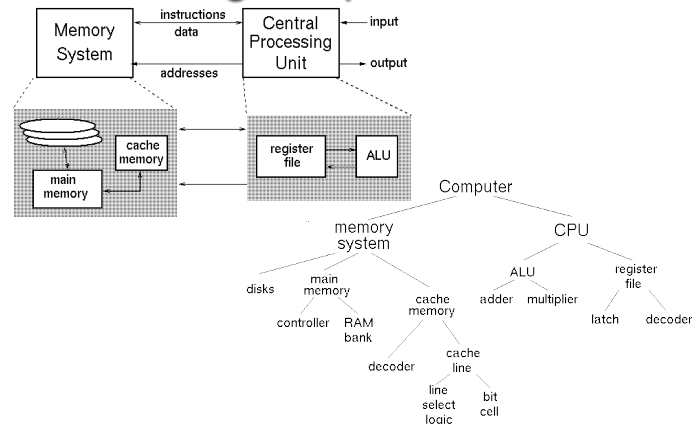 Memory
System
instructions
data
addresses
Central
Processing
Unit
input
output
cache
memory
main
memory
register
file
ALU
Computer
memory
system
CPU
disks
main
memory
cache
memory
ALU
register
file
controller
RAM
bank
adder
multiplier
latch
decoder
decoder
cache
line
line
select
logic
bit
cell